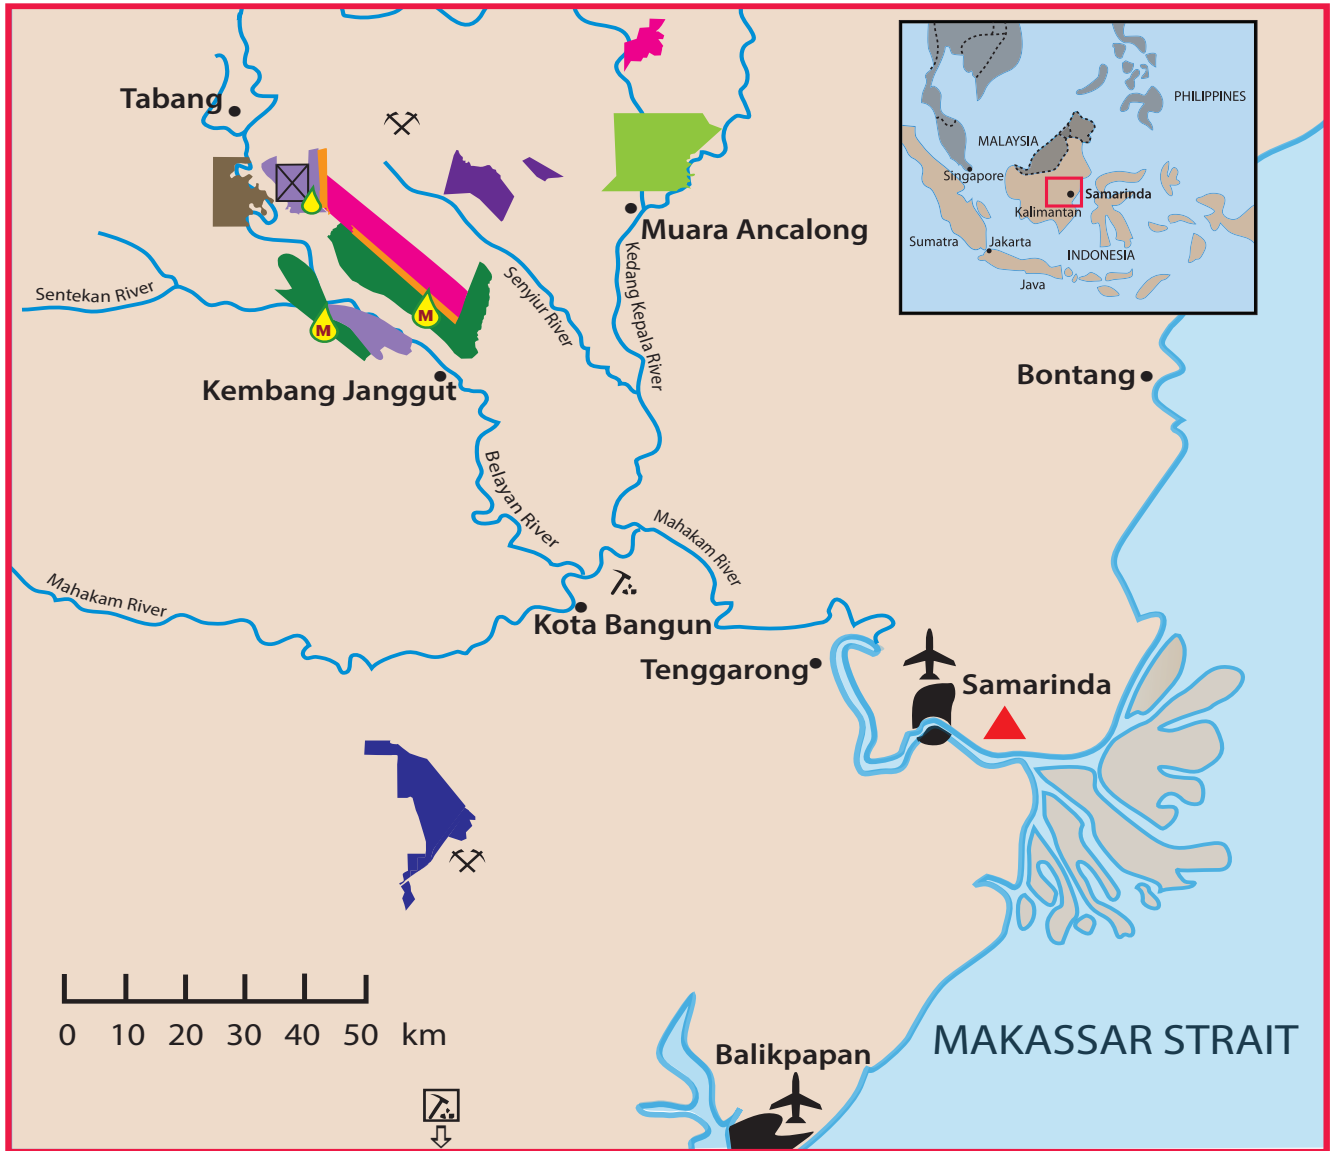 Tabang
PHILIPPINES
MALAYSIA
Singapore
Samarinda
Kalimantan
Sumatra
Jakarta
INDONESIA
Java
Muara Ancalong
Kedang Kepala River
Senyiur River
Sentekan River
M
M
Kembang Janggut
Bontang
Belayan River
Mahakam River
Mahakam River
Kota Bangun
Tenggarong
Samarinda
0 10 20 30 40 50 km
MAKASSAR STRAIT
Balikpapan